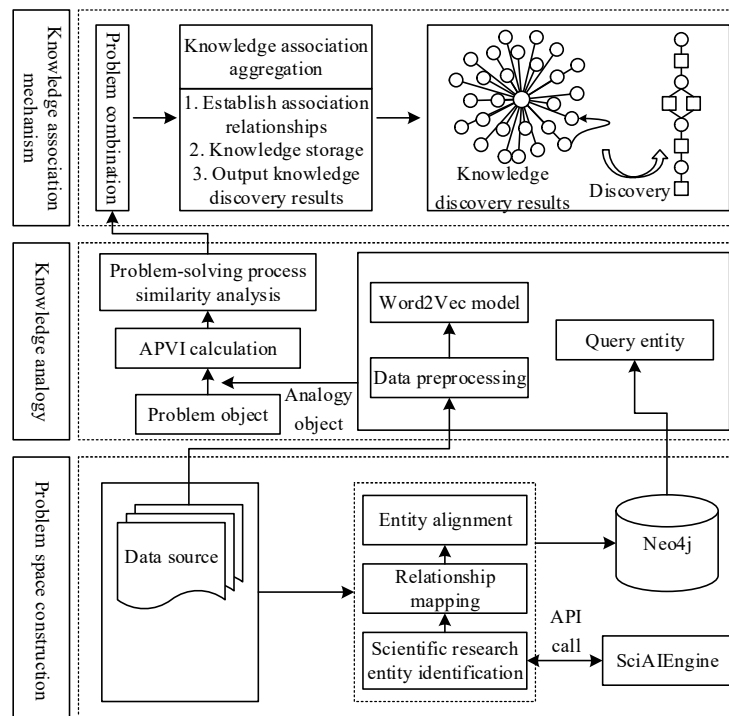 Knowledge association
mechanism
Problem combination
Knowledge association
aggregation
1. Establish association
relationships
2. Knowledge storage
3. Output knowledge
discovery results
Knowledge
discovery results
Discovery
Knowledge analogy
Problem-solving process
similarity analysis
APVI calculation
Problem object
Analogy
object
Word2Vec model
Data preprocessing
Query entity
Problem space construction
Data source
Entity alignment
Relationship
mapping
Scientific research
entity identification
Neo4j
API
call
SciAIEngine